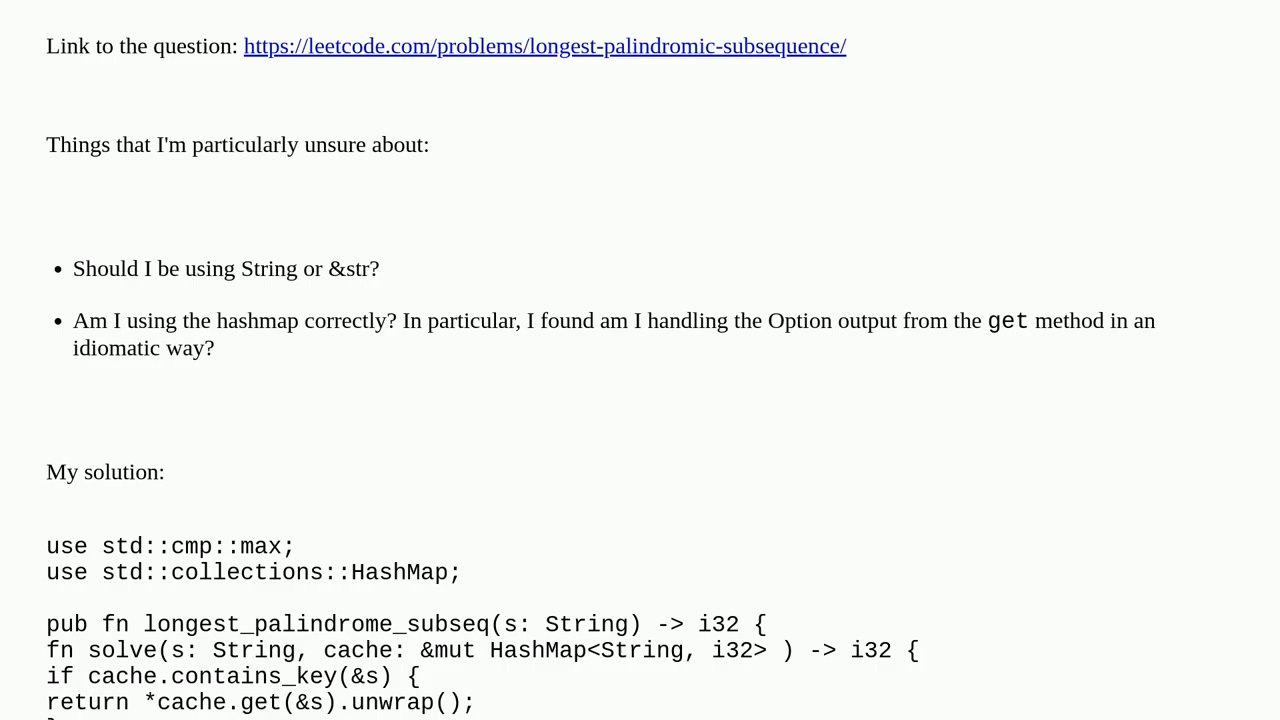 Link to the question: https://leetcode.com/problems/longest-palindromic-subsequence/
Things that I'm particularly unsure about:
• Should I be using String or &str?
• Am I using the hashmap correctly? In particular, I found am I handling the Option output from the get method in an
idiomatic way?
My solution:
use std::cmp::max;
use std::collections::HashMap;
pub fn longest_palindrome_subseq(s: String) -> i32 {
fn solve(s: String, cache: &mut HashMap<String, i32> ) -> i32 {
if cache.contains_key(&s) {
return *cache.get(&s).unwrap();